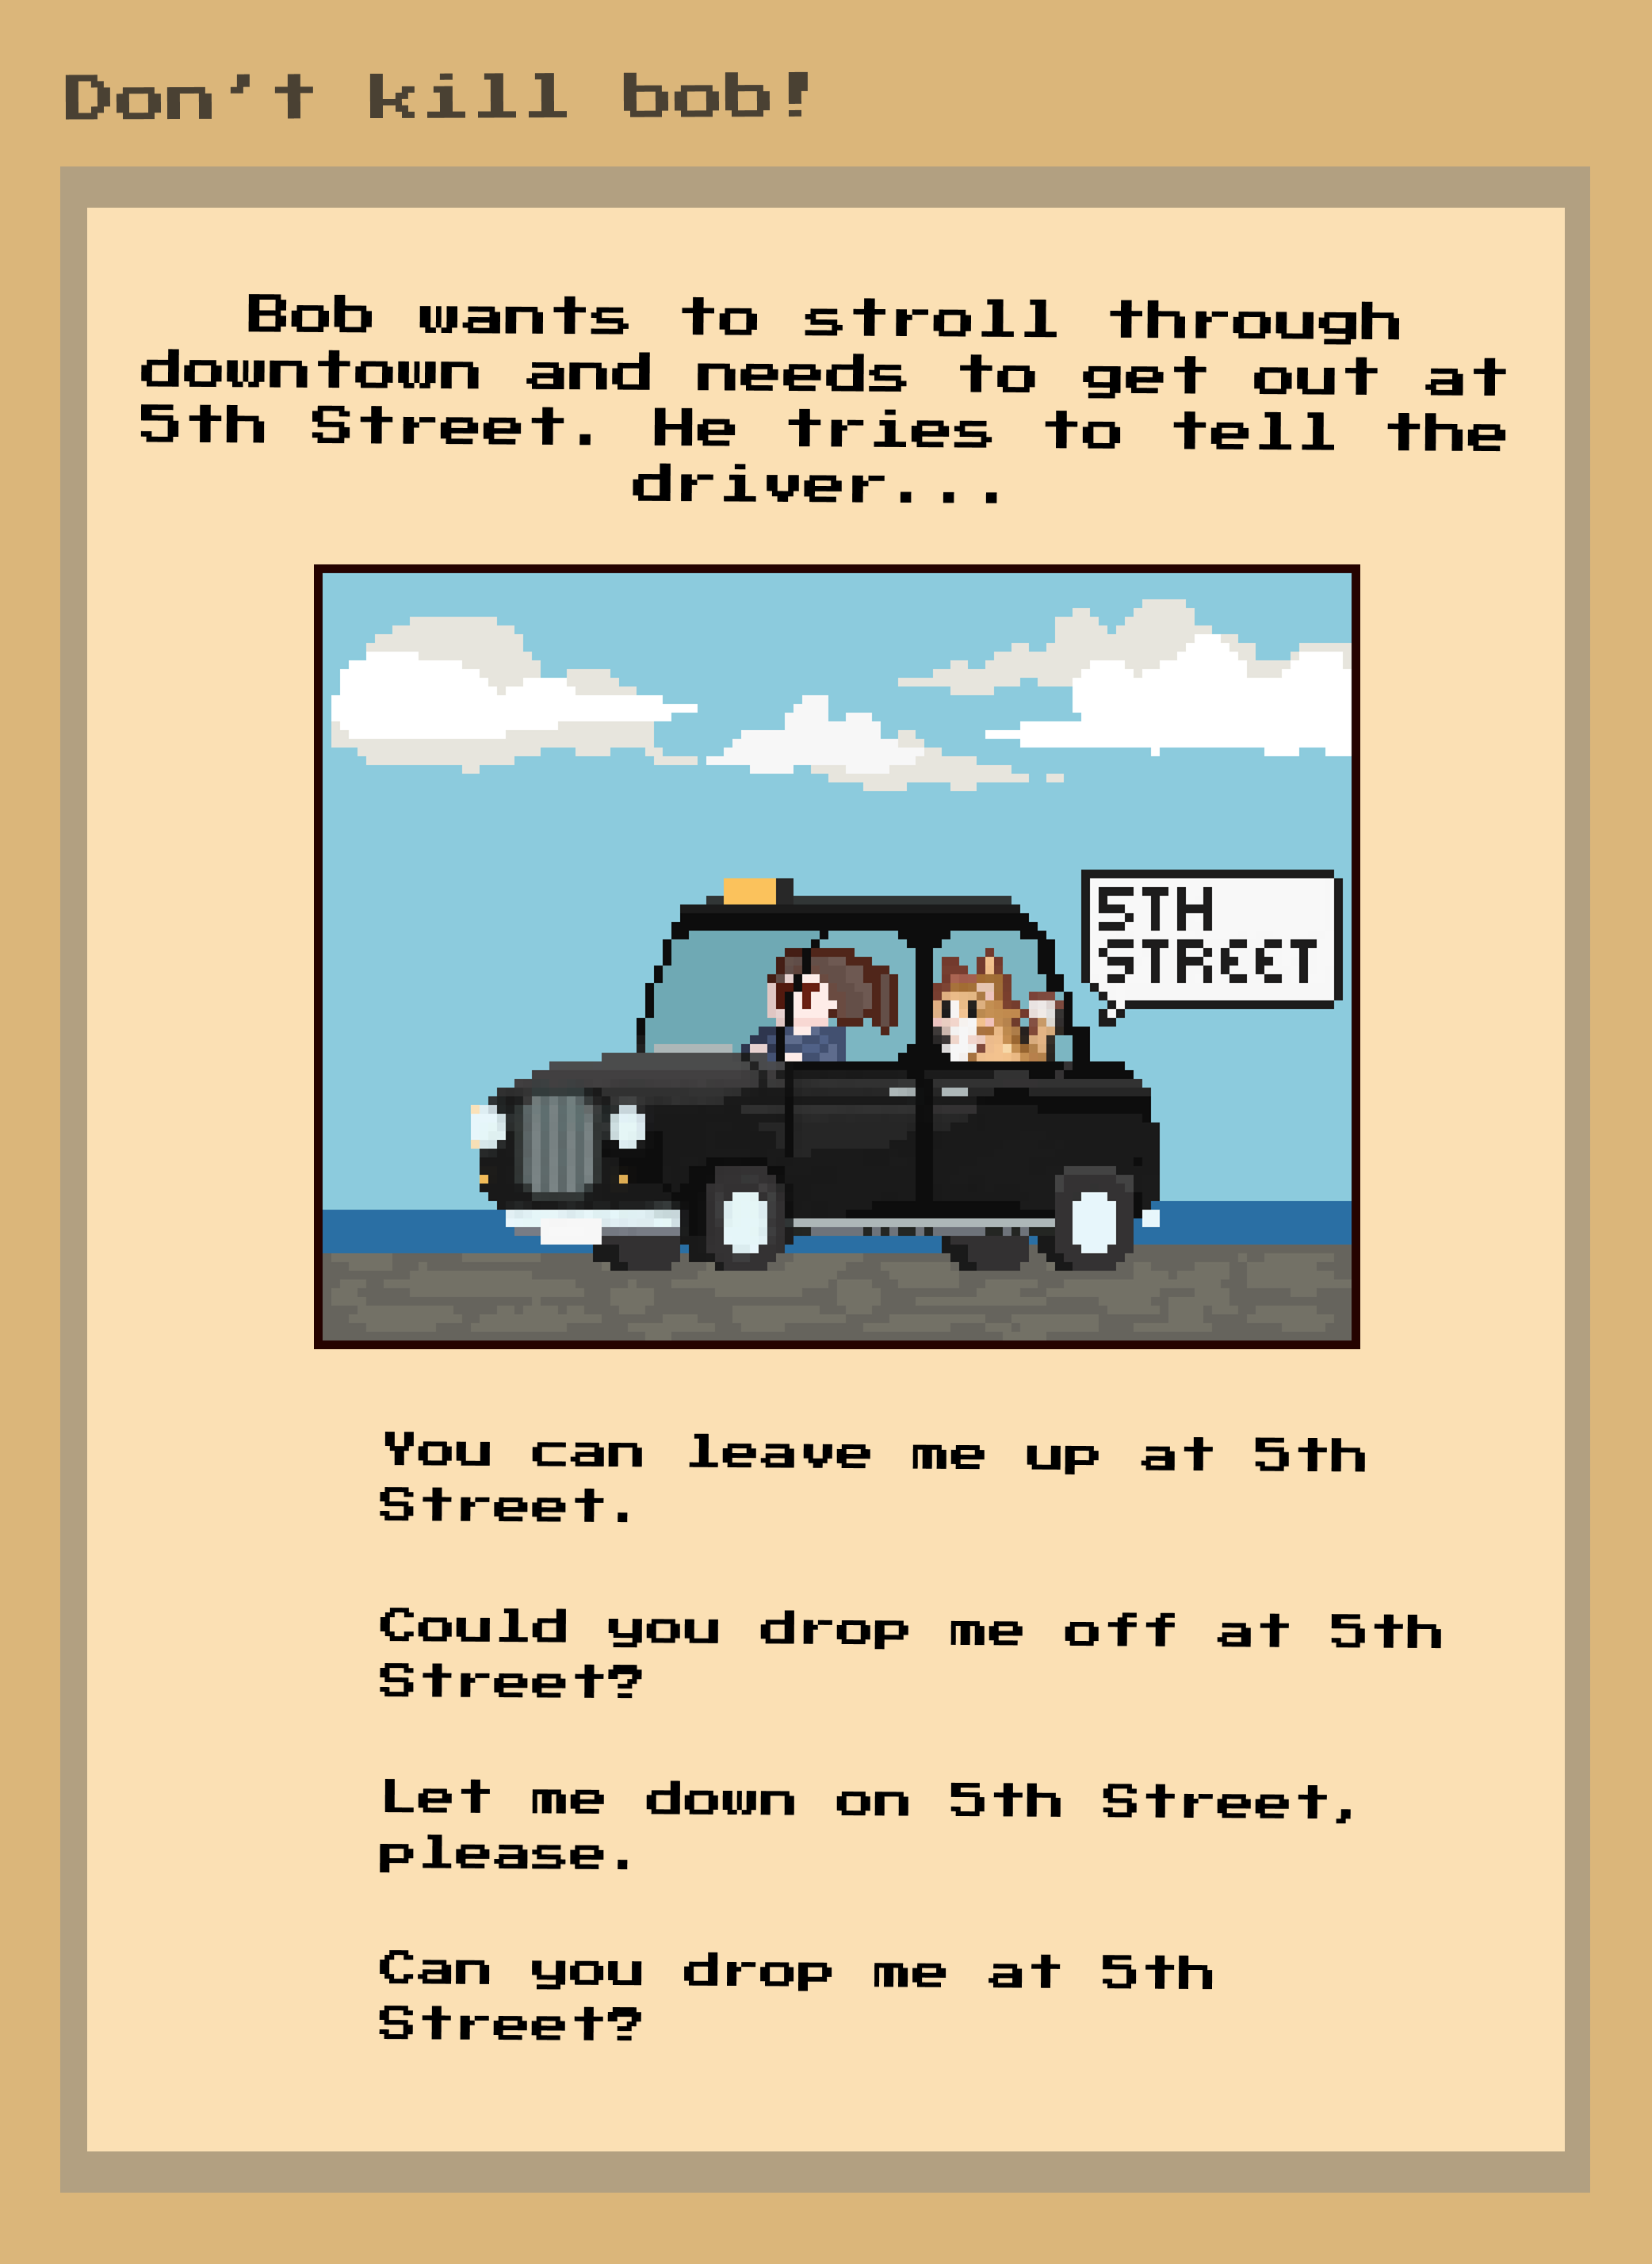 Don't kill bob!
Bob wants to stroll through
downtown and needs to get out at
5th Street. He tries to tell the
driver...
5TH
STREET
You can leave me up at 5th
Street.
Could you drop me off at 5th
Street?
Let me down on 5th Street,
please.
Can you drop me at 5th
Street?